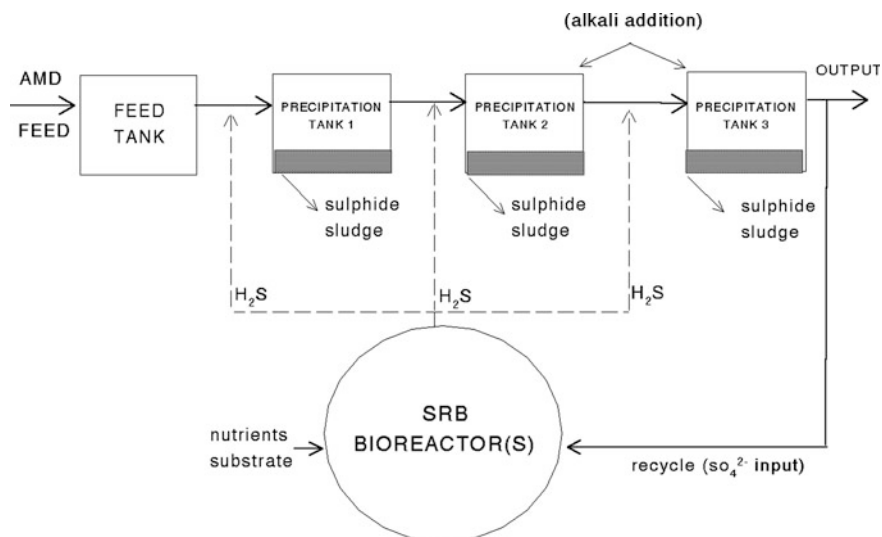 (alkali addition)
AMD
FEED
FEED
TANK
PRECIPITATION
TANK 1
PRECIPITATION
TANK 2
PRECIPITATION
TANK 3
OUTPUT
sulphide
sludge
sulphide
sludge
sulphide
sludge
H₂S
H₂S
H₂S
SRB
BIOREACTOR(S)
nutrients
substrate
recycle (so₄²⁻ input)